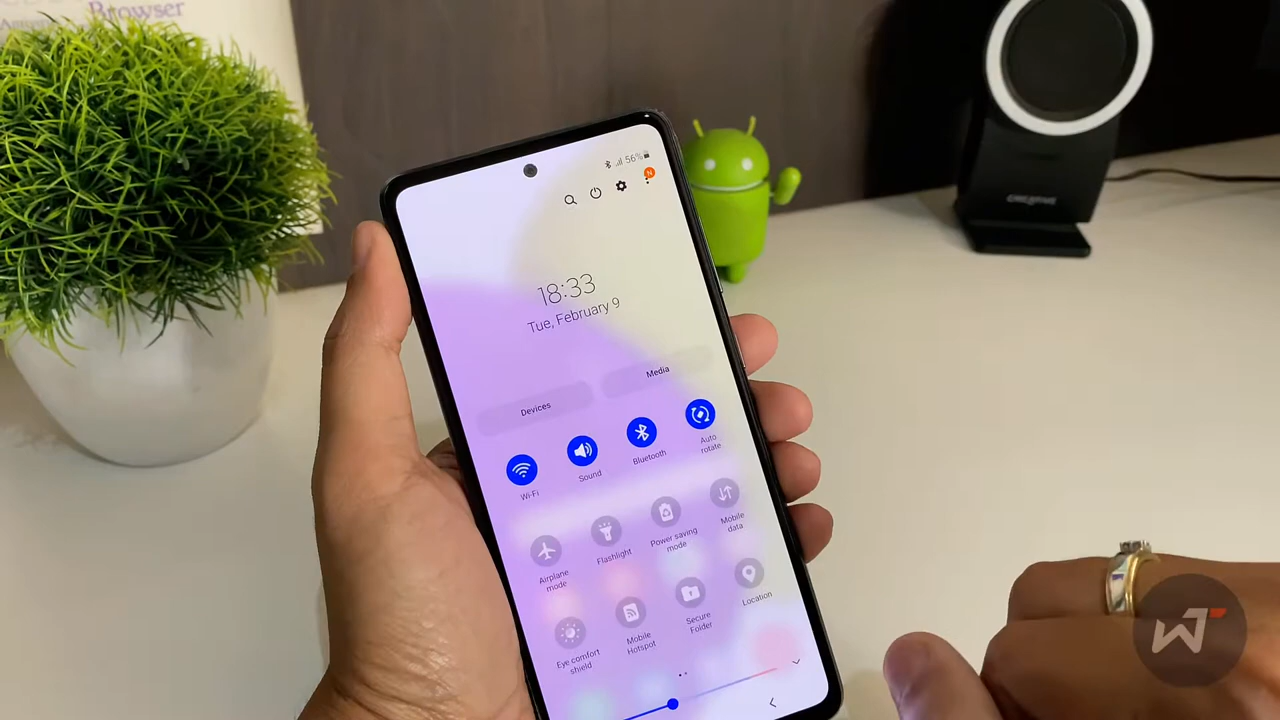 Browser
CREATIVE
56%
N
18:33
Tue, February 9
Devices
Media
Wi-Fi
Sound
Bluetooth
Auto
rotate
Airplane
mode
Flashlight
Power saving
mode
Mobile
data
Eye comfort
shield
Mobile
Hotspot
Secure
Folder
Location